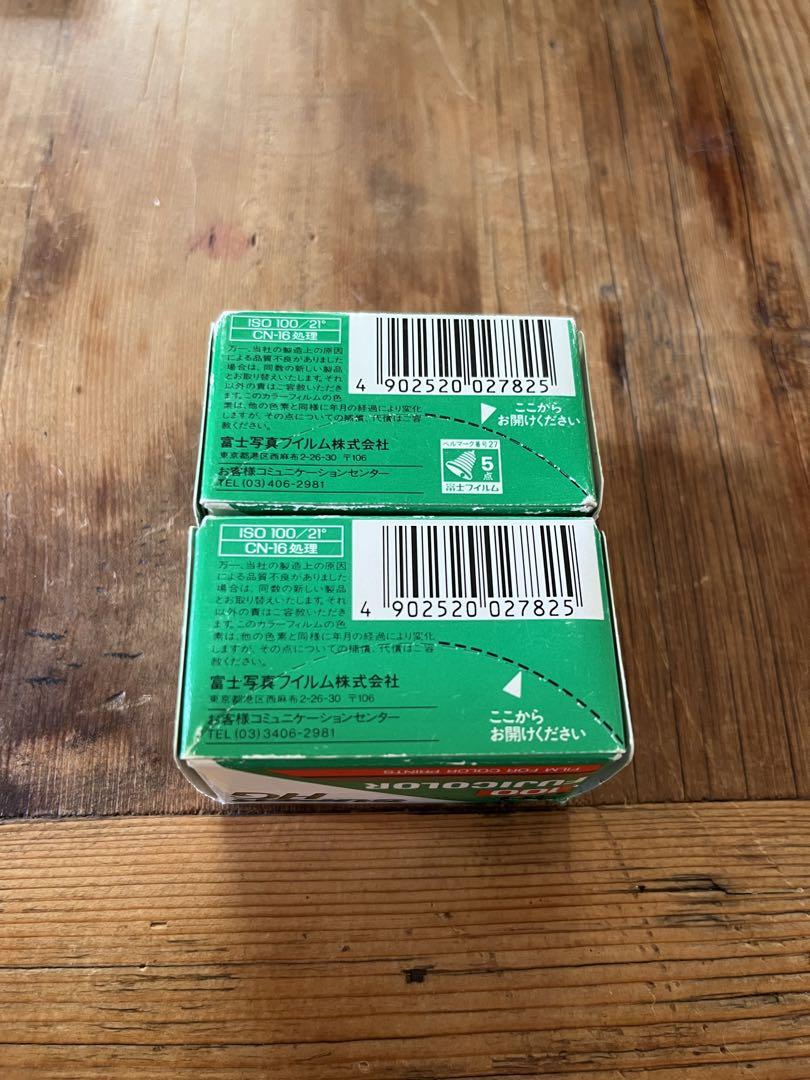 ISO 100/21°
CN-16処理
万一、当社の製造上の原因
による品質不良がありました
場合は、同数の新しい製品
とお取り替えいたします。それ
以外の責はご容赦いただき
ます。このカラーフィルムの色
素は、他の色素と同様に年月の経過により変化
しますが、その点についての補償、代償はご容
赦ください。
富士写真フイルム株式会社
東京都港区西麻布2-26-30 〒106
お客様コミュニケーションセンター
TEL (03)406-2981
4 902520 027825
ここから
お開けください
ベルマーク番号27
5
点
富士フイルム
ISO 100/21°
CN-16処理
万一、当社の製造上の原因
による品質不良がありました
場合は、同数の新しい製品
とお取り替えいたします。それ
以外の責はご容赦いただき
ます。このカラーフィルムの色
素は、他の色素と同様に年月の経過により変化
しますが、その点についての補償、代償はご容
赦ください。
富士写真フイルム株式会社
東京都港区西麻布2-26-30 〒106
お客様コミュニケーションセンター
TEL (03)3406-2981
4 902520 027825
ここから
お開けください
FILM FOR COLOR PRINTS
FUJICOLOR
100